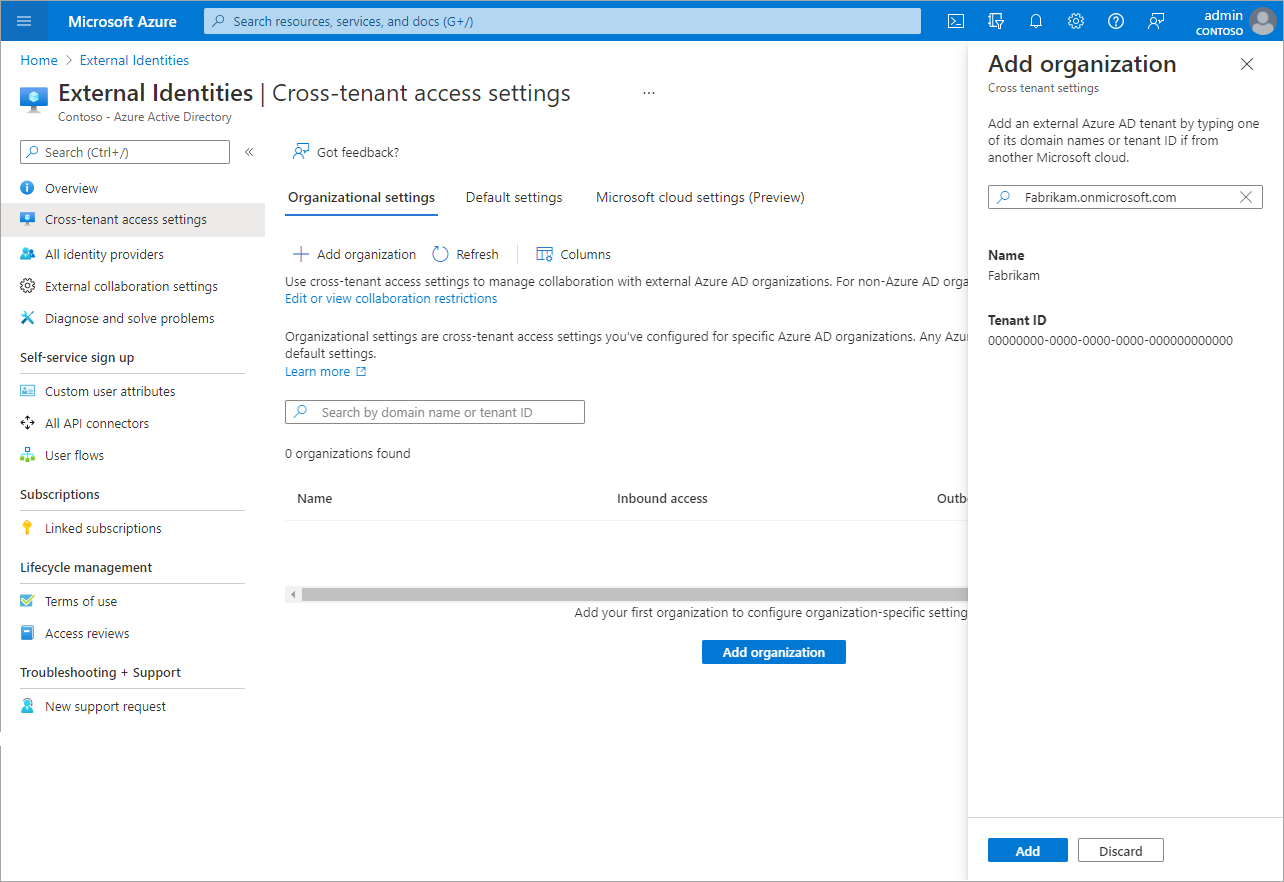 Microsoft Azure
Search resources, services, and docs (G+/)
admin
CONTOSO
Home > External Identities
External Identities | Cross-tenant access settings
...
Contoso - Azure Active Directory
Search (Ctrl+/)
«
Overview
Cross-tenant access settings
All identity providers
External collaboration settings
Diagnose and solve problems
Self-service sign up
Custom user attributes
All API connectors
User flows
Subscriptions
Linked subscriptions
Lifecycle management
Terms of use
Access reviews
Troubleshooting + Support
New support request
Got feedback?
Organizational settings
Default settings
Microsoft cloud settings (Preview)
Add organization
Refresh
Columns
Use cross-tenant access settings to manage collaboration with external Azure AD organizations. For non-Azure AD orga
Edit or view collaboration restrictions
Organizational settings are cross-tenant access settings you've configured for specific Azure AD organizations. Any Azu
default settings.
Learn more
Search by domain name or tenant ID
0 organizations found
Name
Inbound access
Outb
Add your first organization to configure organization-specific setting
Add organization
Add organization
Cross tenant settings
Add an external Azure AD tenant by typing one
of its domain names or tenant ID if from
another Microsoft cloud.
Fabrikam.onmicrosoft.com
Name
Fabrikam
Tenant ID
00000000-0000-0000-0000-000000000000
Add
Discard